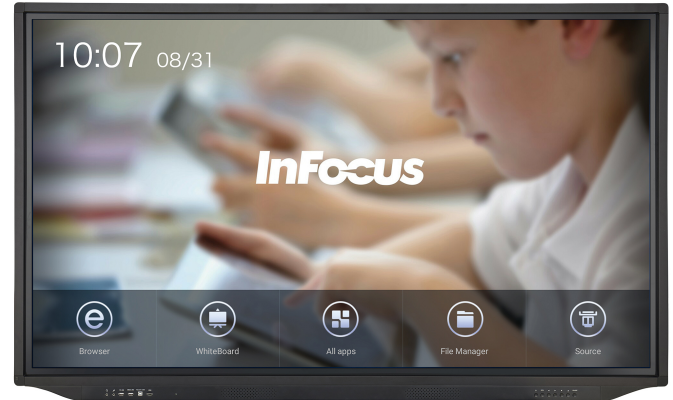 10:07 08/31
InFocus
Browser
WhiteBoard
All apps
File Manager
Source